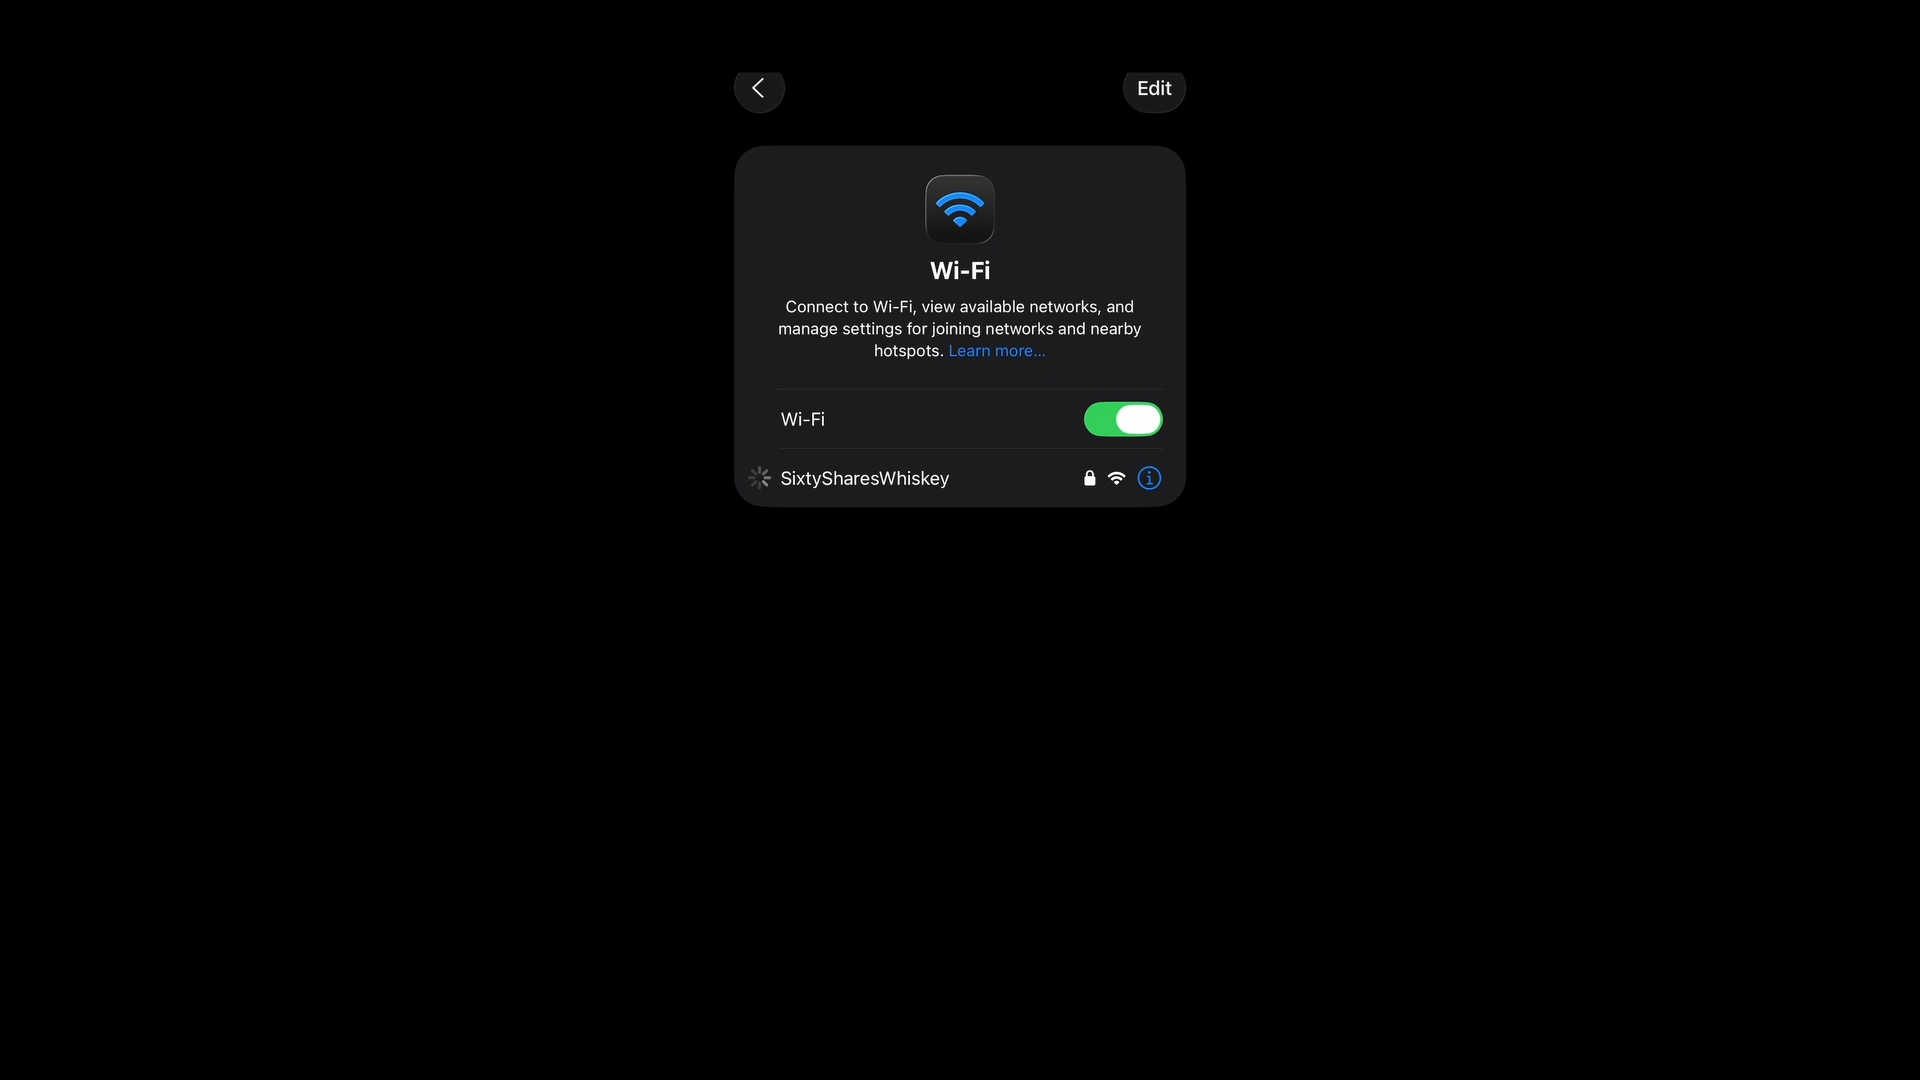 Edit
Wi-Fi
Connect to Wi-Fi, view available networks, and
manage settings for joining networks and nearby
hotspots. Learn more...
Wi-Fi
SixtySharesWhiskey